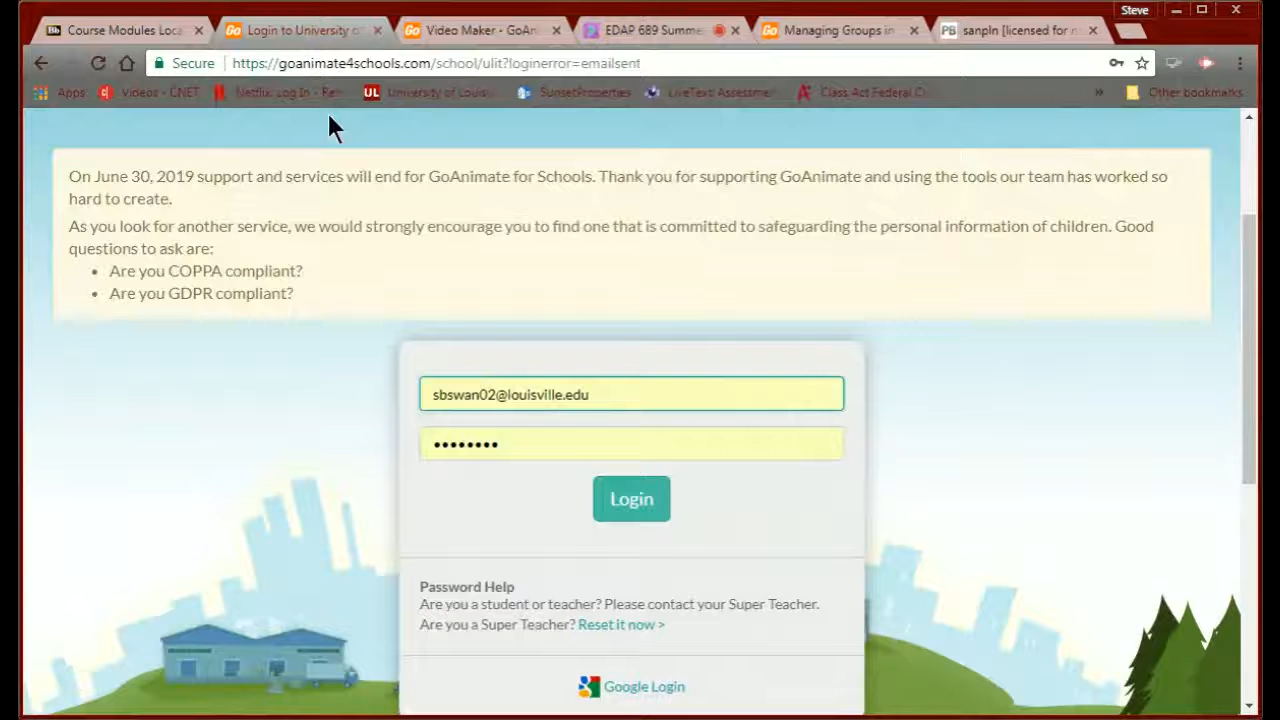 Steve
Course Modules Loca
Login to University o
Video Maker - GoAn
EDAP 689 Summe
Managing Groups in
sanpln [licensed for n
Secure https://goanimate4schools.com/school/ulit?loginerror=emailsent
Apps Videos - CNET Netflix: Log In - Re UL University of Louis SunsetProperties LiveText Assessme Class Act Federal C » Other bookmarks
On June 30, 2019 support and services will end for GoAnimate for Schools. Thank you for supporting GoAnimate and using the tools our team has worked so
hard to create.
As you look for another service, we would strongly encourage you to find one that is committed to safeguarding the personal information of children. Good
questions to ask are:
• Are you COPPA compliant?
• Are you GDPR compliant?
sbswan02@louisville.edu
••••••••
Login
Password Help
Are you a student or teacher? Please contact your Super Teacher.
Are you a Super Teacher? Reset it now >
Google Login